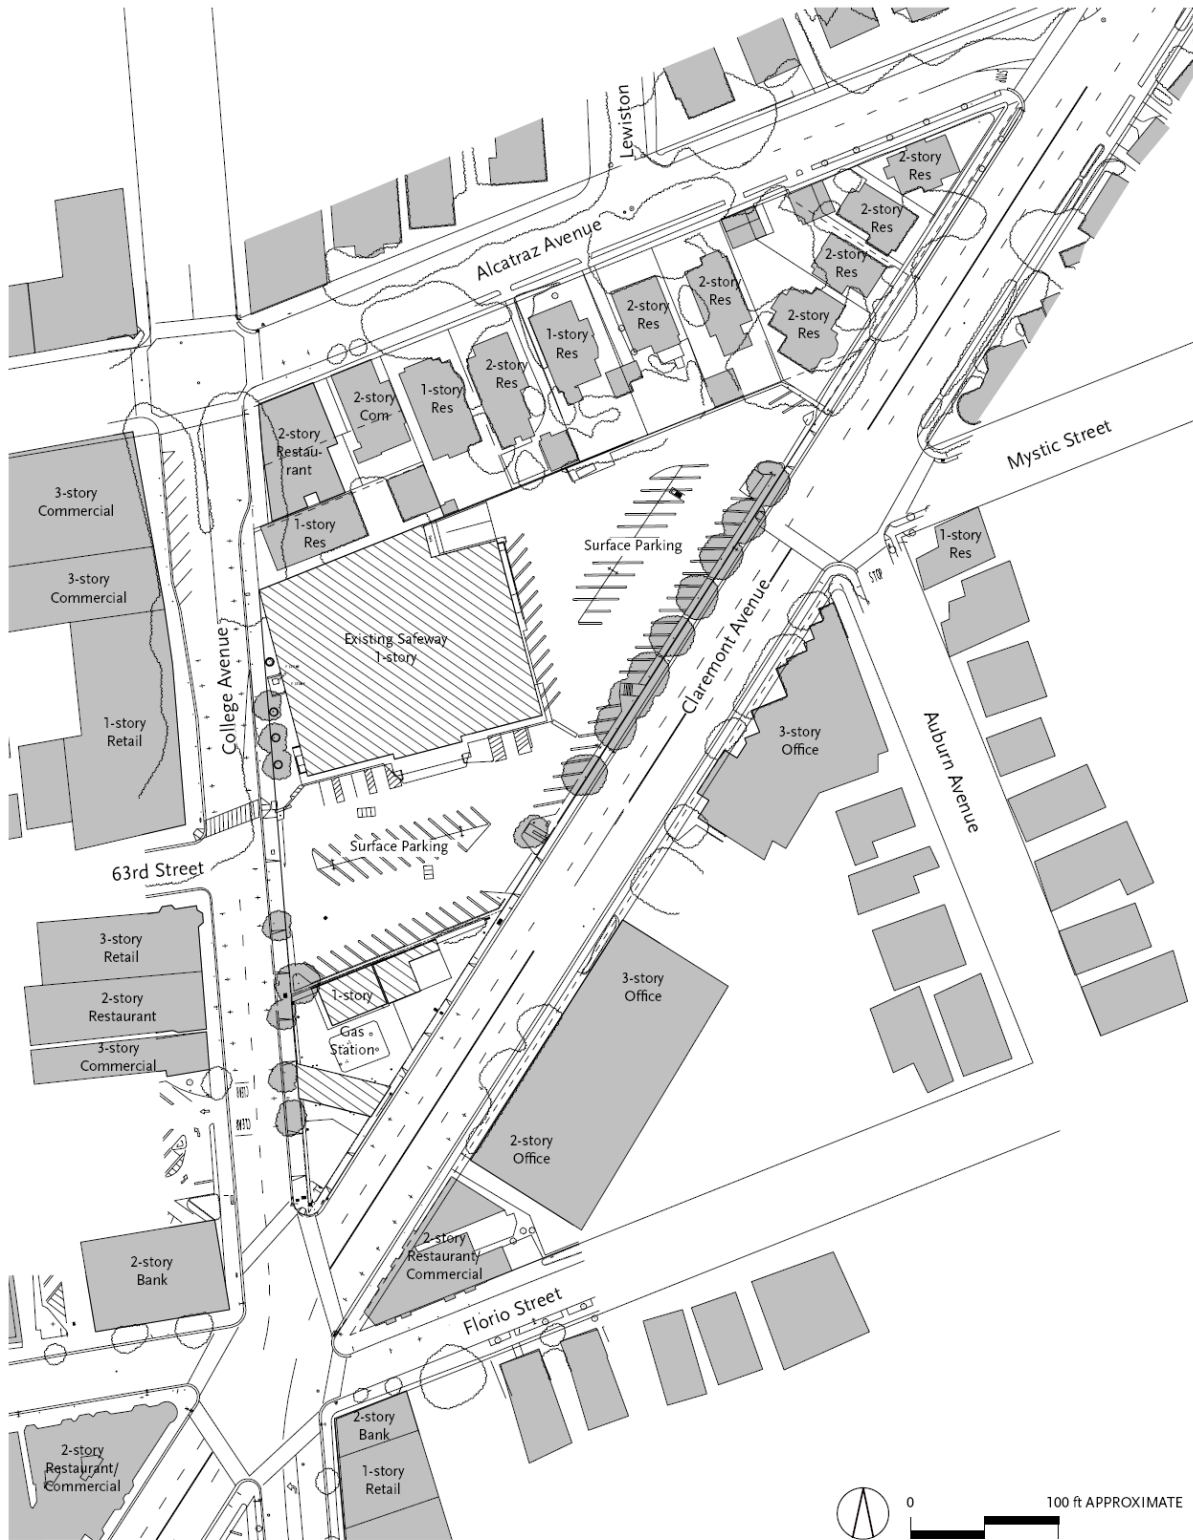 Lewiston
STOP
2-story
Res
2-story
Res
Alcatraz Avenue
2-story
Res
2-story
Res
2-story
Res
2-story
Res
1-story
Res
2-story
Res
1-story
Res
2-story
Com
2-story
Restau-
rant
Mystic Street
3-story
Commercial
1-story
Res
1-story
Res
Surface Parking
STOP
3-story
Commercial
Existing Safeway
1-story
College Avenue
Claremont Avenue
1-story
Retail
3-story
Office
Auburn Avenue
Surface Parking
63rd Street
3-story
Retail
3-story
Office
2-story
Restaurant
1-story
Gas
Station
3-story
Commercial
2-story
Office
2-story
Restaurant/
Commercial
2-story
Bank
Florio Street
2-story
Bank
2-story
Restaurant/
Commercial
1-story
Retail
0
100 ft APPROXIMATE